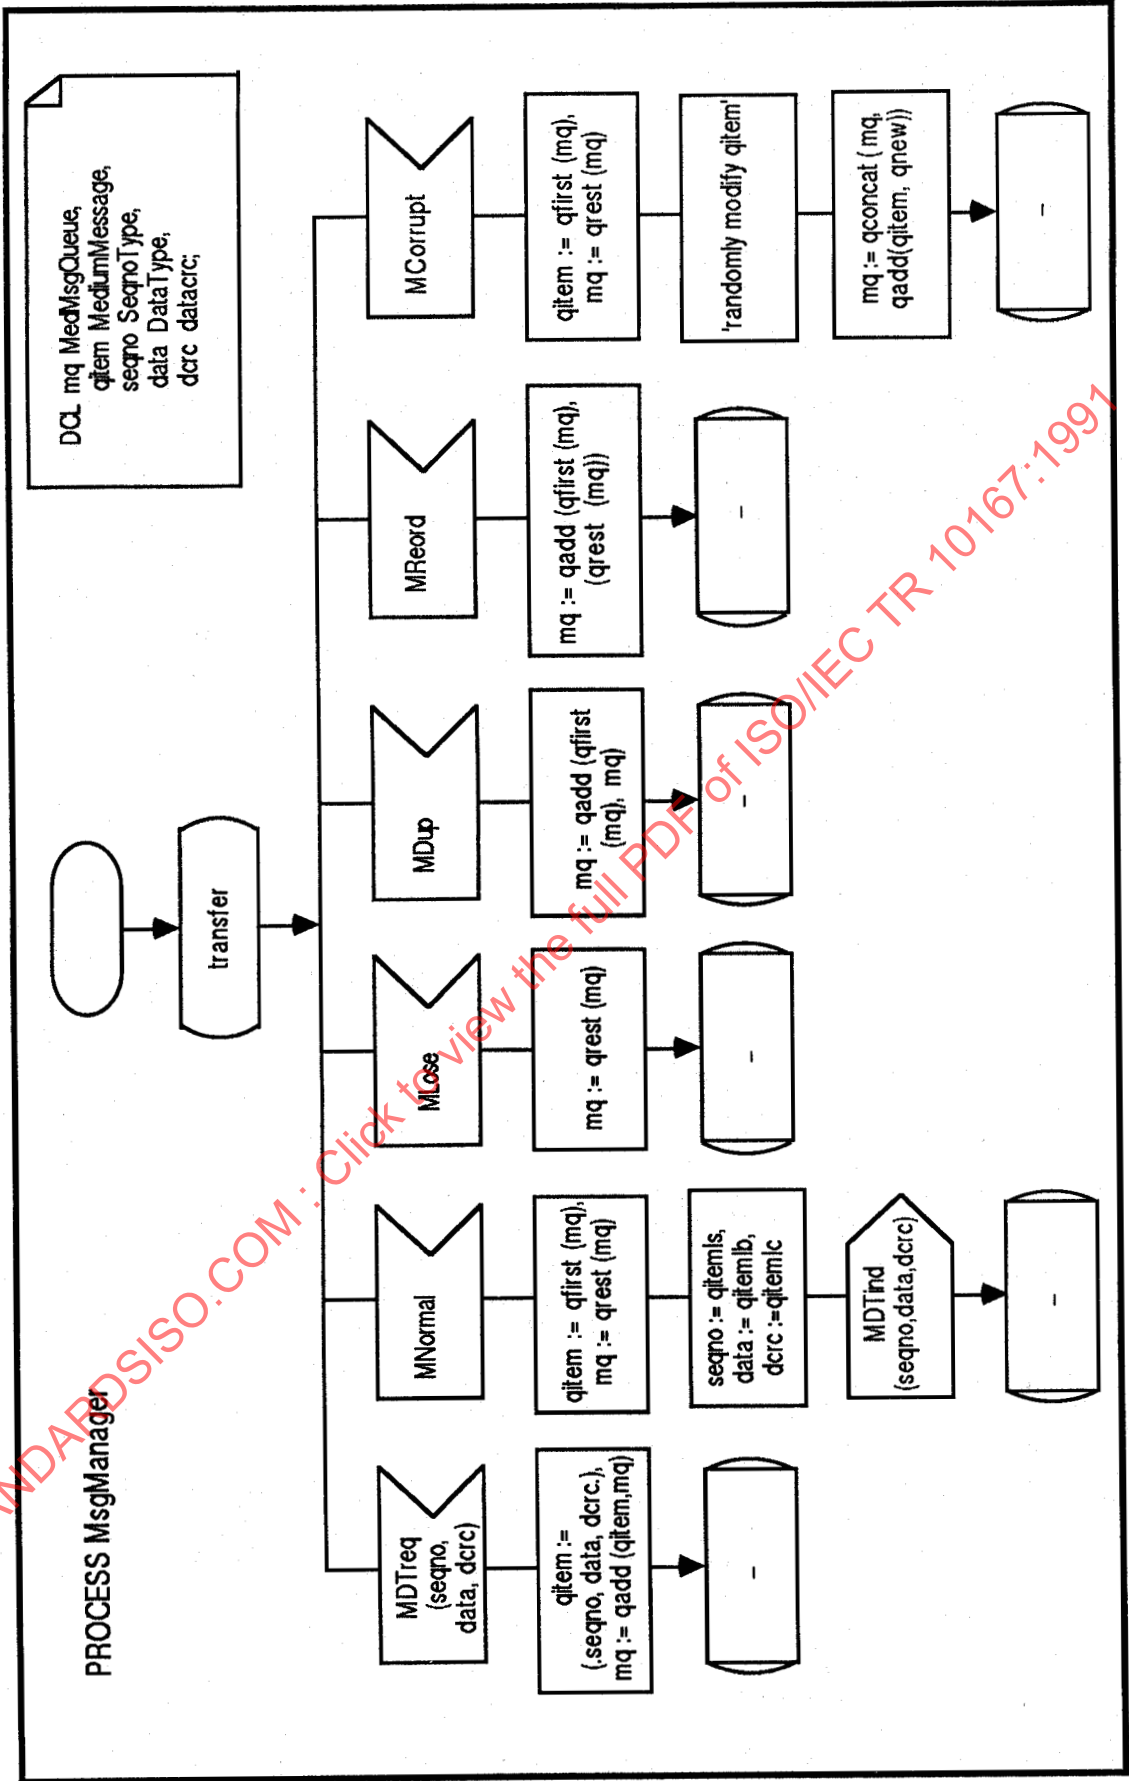 PROCESS MsgManager
DCL mq MedMsgQueue,
qitem MediumMessage,
seqno SeqnoType,
data DataType,
dcrc datacrc;
transfer
MDTreq
(seqno,
data, dcrc)
qitem :=
(.seqno, data, dcrc.),
mq := qadd (qitem,mq)
–
MNormal
qitem := qfirst (mq),
mq := qrest (mq)
seqno := qitem!s,
data := qitem!b,
dcrc :=qitem!c
MDTind
(seqno,data,dcrc)
–
MLose
mq := qrest (mq)
–
MDup
mq := qadd (qfirst
(mq), mq)
–
MReord
mq := qadd (qfirst (mq),
(qrest (mq))
–
MCorrupt
qitem := qfirst (mq),
mq := qrest (mq)
'randomly modify qitem'
mq := qconcat (mq,
qadd(qitem, qnew))
–
NDARDSISO.COM : Click to view the full PDF of ISO/IEC TR 10167:1991